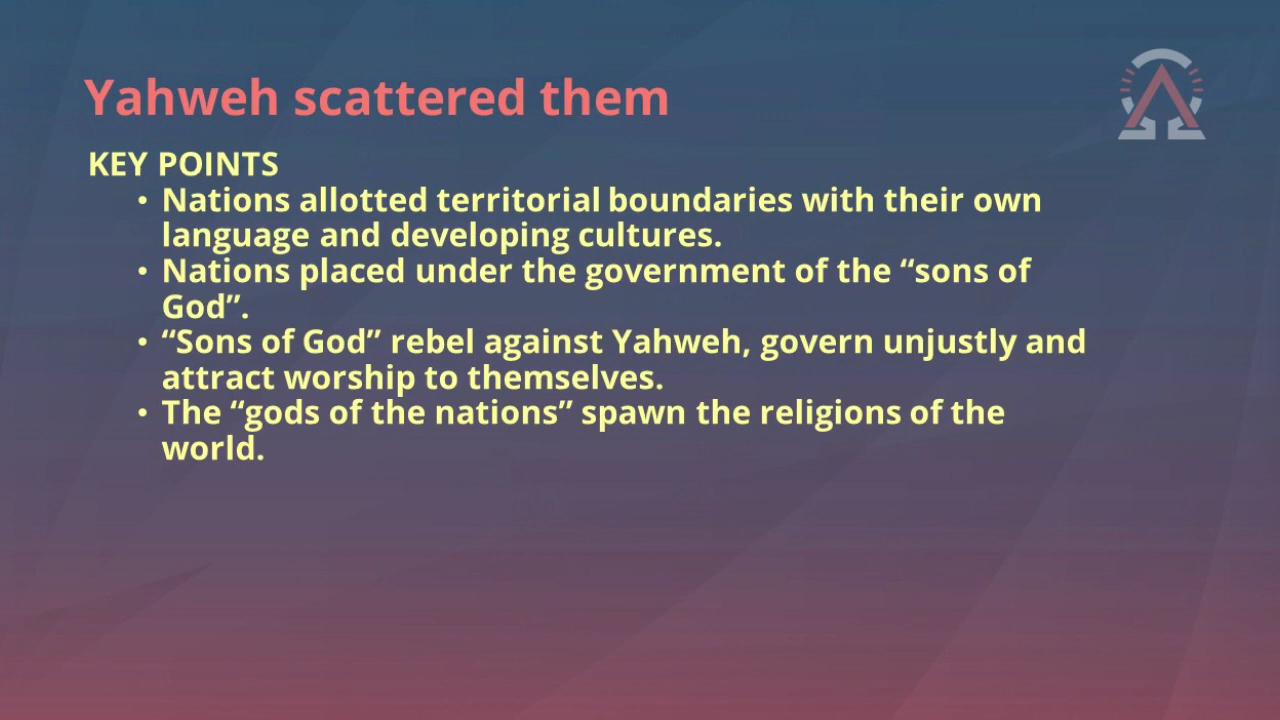 Yahweh scattered them
KEY POINTS
• Nations allotted territorial boundaries with their own
language and developing cultures.
• Nations placed under the government of the “sons of
God”.
• “Sons of God” rebel against Yahweh, govern unjustly and
attract worship to themselves.
• The “gods of the nations” spawn the religions of the
world.